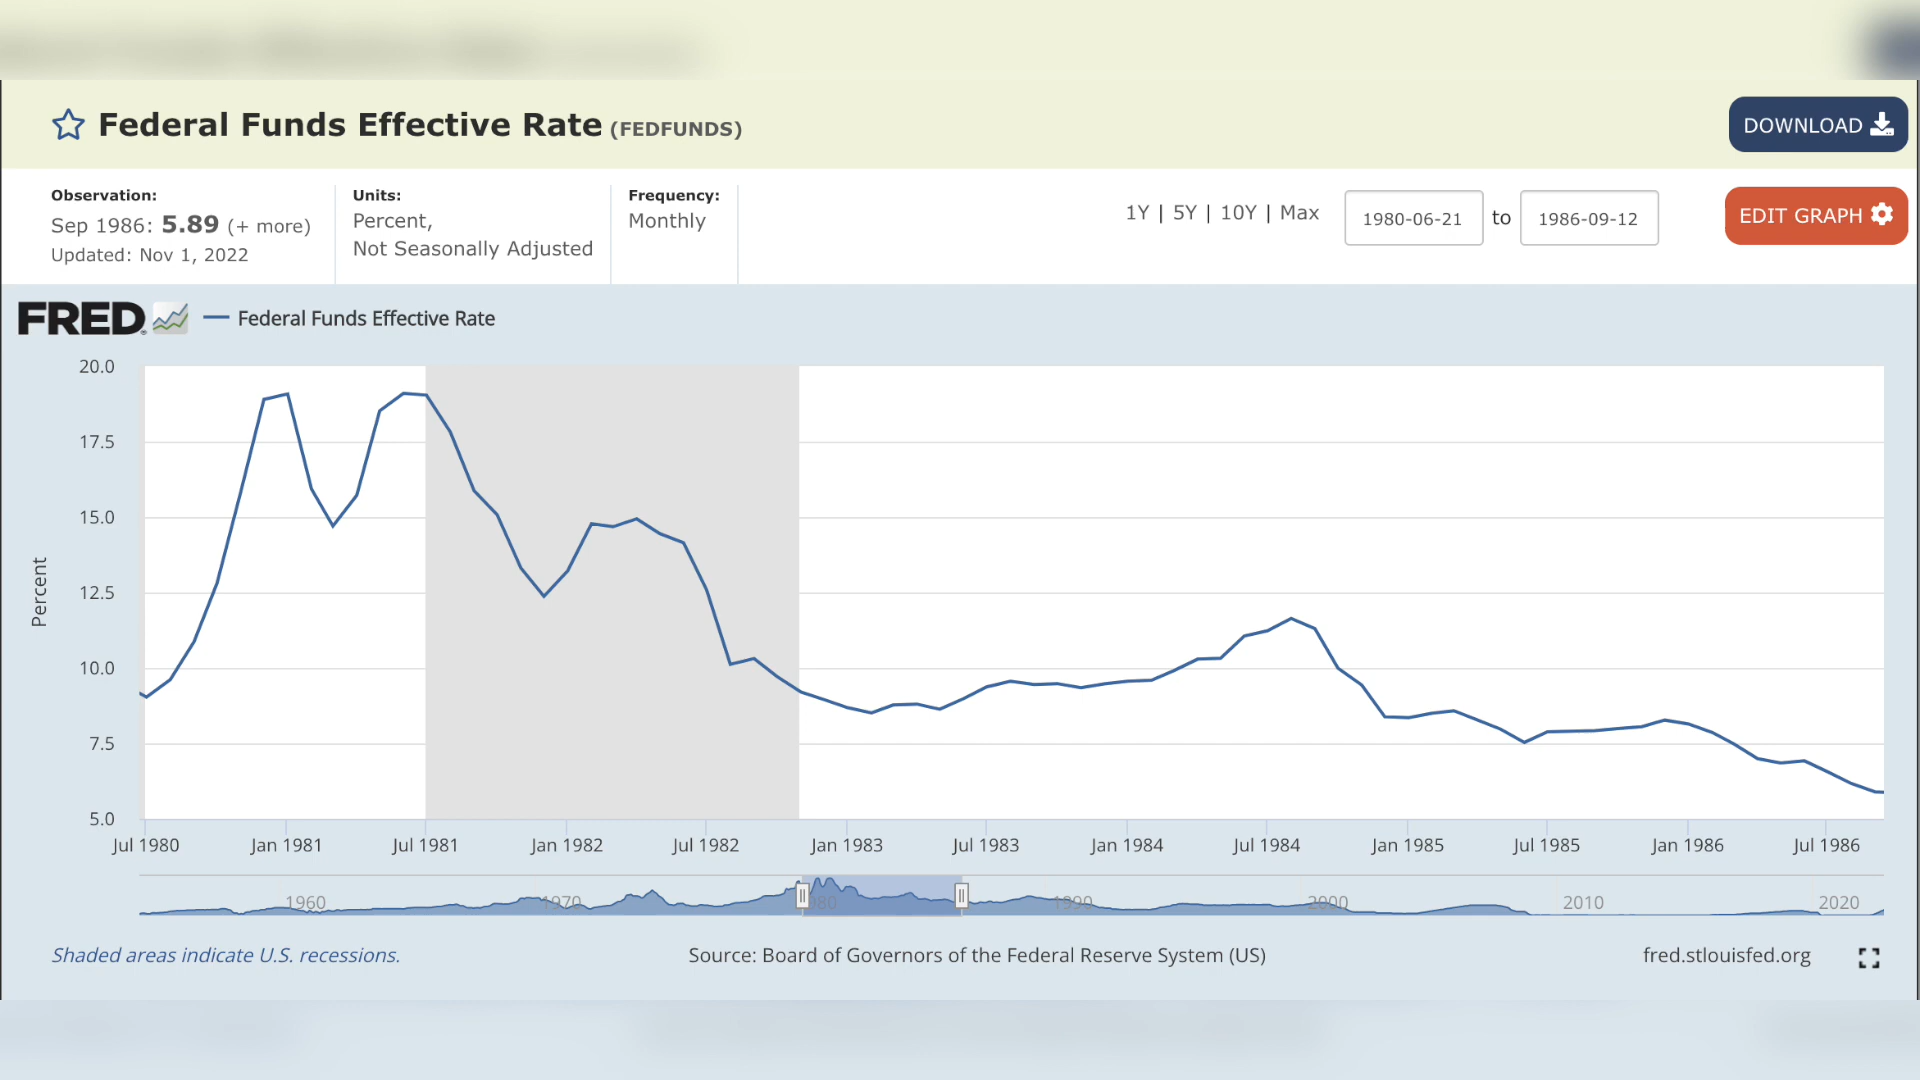 Federal Funds Effective Rate (FEDFUNDS)
DOWNLOAD
Observation:
Sep 1986: 5.89 (+ more)
Updated: Nov 1, 2022
Units:
Percent,
Not Seasonally Adjusted
Frequency:
Monthly
1Y | 5Y | 10Y | Max
1980-06-21 to 1986-09-12
EDIT GRAPH
FRED
Federal Funds Effective Rate
20.0
17.5
15.0
12.5
10.0
7.5
5.0
Percent
Jul 1980 Jan 1981 Jul 1981 Jan 1982 Jul 1982 Jan 1983 Jul 1983 Jan 1984 Jul 1984 Jan 1985 Jul 1985 Jan 1986 Jul 1986
1960 1970 1990 2000 2010 2020
Shaded areas indicate U.S. recessions.
Source: Board of Governors of the Federal Reserve System (US)
fred.stlouisfed.org